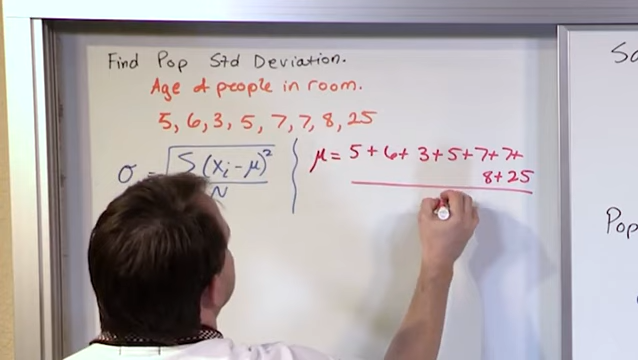 Find Pop Std Deviation.
Age of people in room.
5, 6, 3, 5, 7, 7, 8, 25
σ = √(Σ(xᵢ-μ)²/N)
μ = 5+6+3+5+7+7+
8+25
Pop